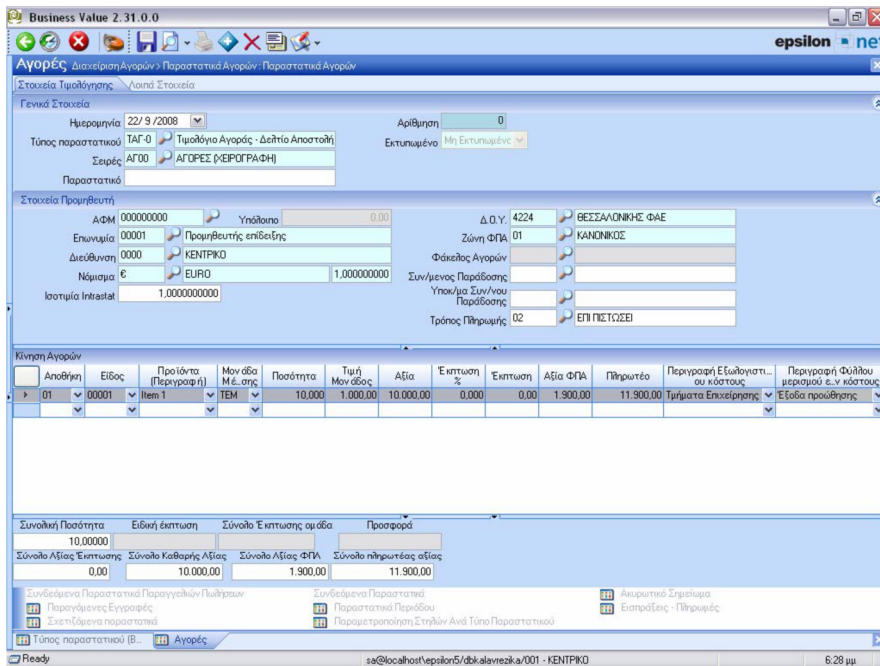 Business Value 2.31.0.0
epsilon net
Αγορές Διαχείριση Αγορών > Παραστατικά Αγορών : Παραστατικά Αγορών
Στοιχεία Τιμολόγησης Λοιπά Στοιχεία
Γενικά Στοιχεία
Ημερομηνία 22/ 9 /2008 Αρίθμηση 0
Τύπος παραστατικού ΤΑΓ-0 Τιμολόγιο Αγοράς - Δελτίο Αποστολή Εκτυπωμένο Μη Εκτυπωμένο
Σειρές ΑΓ00 ΑΓΟΡΕΣ (ΧΕΙΡΟΓΡΑΦΗ)
Παραστατικό
Στοιχεία Προμηθευτή
ΑΦΜ 000000000 Υπόλοιπο 0.00 Δ.Ο.Υ. 4224 ΘΕΣΣΑΛΟΝΙΚΗΣ ΦΑΕ
Επωνυμία 00001 Προμηθευτής επίδειξης Ζώνη ΦΠΑ 01 ΚΑΝΟΝΙΚΟΣ
Διεύθυνση 0000 ΚΕΝΤΡΙΚΟ Φάκελος Αγορών
Νόμισμα € EURO 1,000000000 Συν/μενος Παράδοσης
Ισοτιμία Intrastat 1,0000000000 Υποκ/μα Συν/νου Παράδοσης
Τρόπος Πληρωμής 02 ΕΠΙ ΠΙΣΤΩΣΕΙ
Κίνηση Αγορών
Αποθήκη Είδος Προϊόντα (Περιγραφή) Μονάδα Μέ..σης Ποσότητα Τιμή Μονάδος Αξία Έκπτωση % Έκπτωση Αξία ΦΠΑ Πληρωτέο Περιγραφή Εξωλογιστι... ου κόστους Περιγραφή Φύλλου μερισμού ε..ν κόστους
01 00001 Item 1 ΤΕΜ 10,000 1.000,00 10.000,00 0,000 0,00 1.900,00 11.900,00 Τμήματα Επιχείρησης Έξοδα προώθησης
Συνολική Ποσότητα Ειδική έκπτωση Σύνολο Έκπτωσης ομάδα Προσφορά
10,00000
Σύνολο Αξίας Έκπτωσης Σύνολο Καθαρής Αξίας Σύνολο Αξίας ΦΠΑ Σύνολο πληρωτέας αξίας
0,00 10.000,00 1.900,00 11.900,00
Συνδεόμενα Παραστατικά Παραγγελιών Πωλήσεων Συνδεόμενα Παραστατικά Ακυρωτικό Σημείωμα
Παραγόμενες Εγγραφές Παραστατικά Περιόδου Εισπράξεις - Πληρωμές
Σχετιζόμενα παραστατικά Παραμετροποίηση Στηλών Ανά Τύπο Παραστατικού
Τύπος παραστατικού (Β... Αγορές
Ready sa@localhost\epsilon5/dbkalavrezika/001 - ΚΕΝΤΡΙΚΟ 6:28 μμ